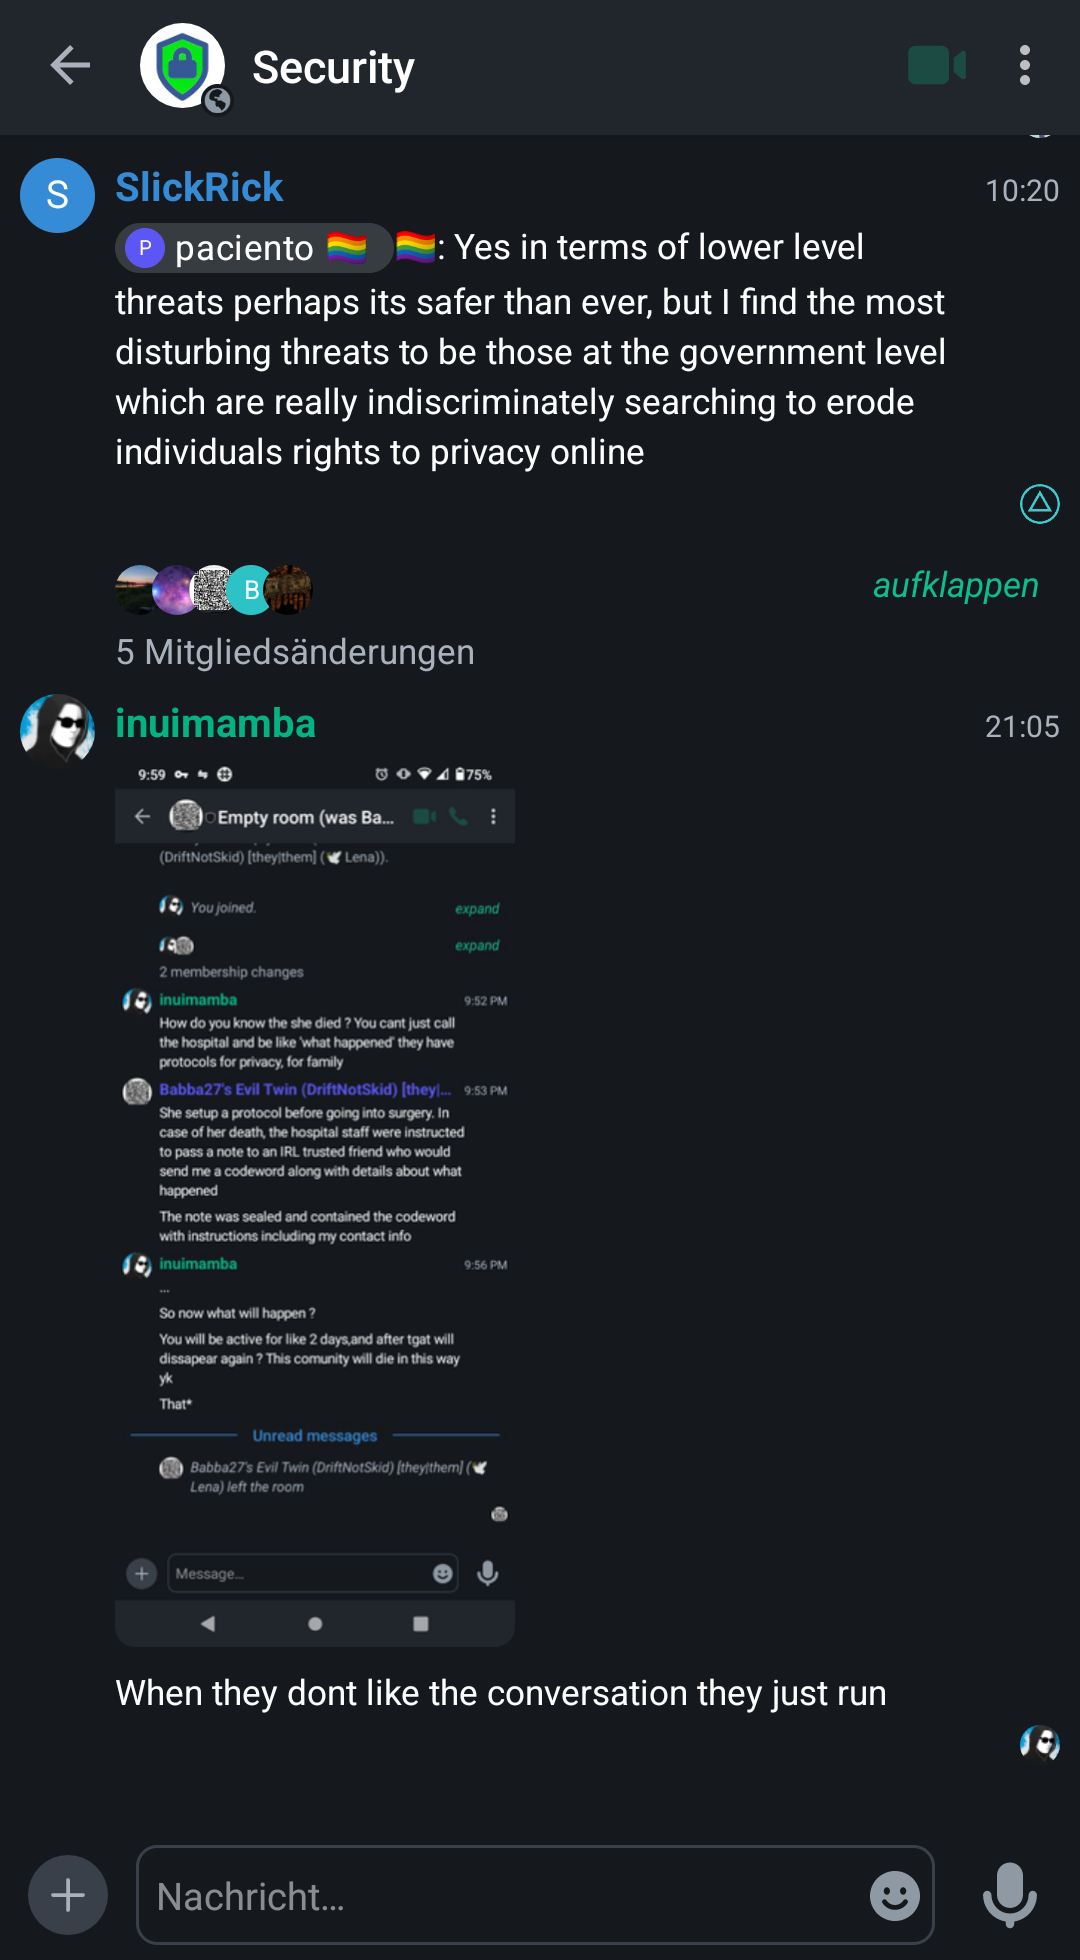 Security
S SlickRick 10:20
P paciento 🏳️‍🌈 🏳️‍🌈: Yes in terms of lower level
threats perhaps its safer than ever, but I find the most
disturbing threats to be those at the government level
which are really indiscriminately searching to erode
individuals rights to privacy online
B aufklappen
5 Mitgliedsänderungen
inuimamba 21:05
9:59 75%
Empty room (was Ba...
(DriftNotSkid) [they|them] (🕊 Lena)).
You joined. expand
expand
2 membership changes
inuimamba 9:52 PM
How do you know the she died ? You cant just call
the hospital and be like 'what happened' they have
protocols for privacy, for family
Babba27's Evil Twin (DriftNotSkid) [they|... 9:53 PM
She setup a protocol before going into surgery. In
case of her death, the hospital staff were instructed
to pass a note to an IRL trusted friend who would
send me a codeword along with details about what
happened
The note was sealed and contained the codeword
with instructions including my contact info
inuimamba 9:56 PM
...
So now what will happen ?
You will be active for like 2 days,and after tgat will
dissapear again ? This comunity will die in this way
yk
That*
Unread messages
Babba27's Evil Twin (DriftNotSkid) [they|them] (🕊
Lena) left the room
Message...
When they dont like the conversation they just run
Nachricht...